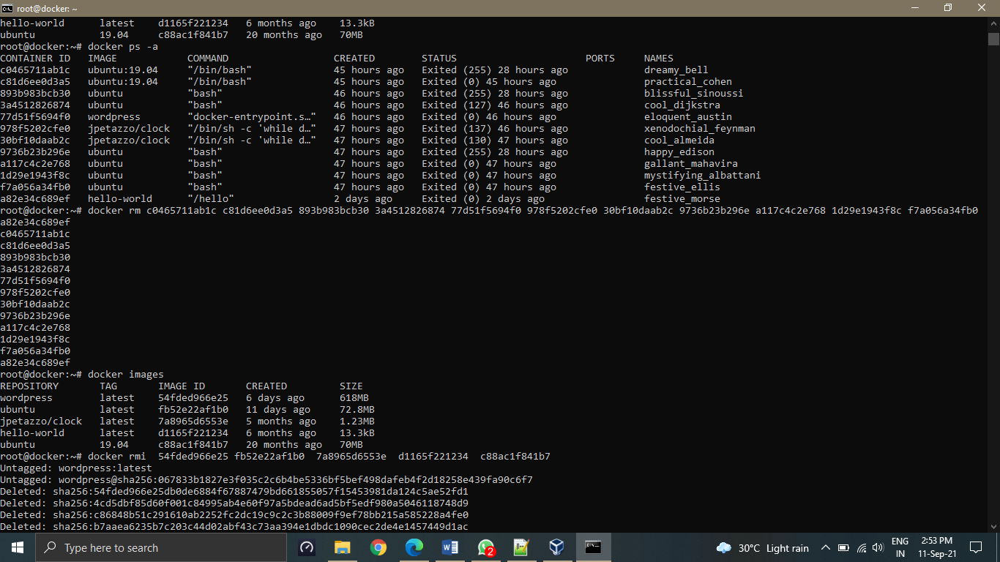 root@docker: ~
hello-world latest d1165f221234 6 months ago 13.3kB
ubuntu 19.04 c88ac1f841b7 20 months ago 70MB
root@docker:~# docker ps -a
CONTAINER ID IMAGE COMMAND CREATED STATUS PORTS NAMES
c0465711ab1c ubuntu:19.04 "/bin/bash" 45 hours ago Exited (255) 28 hours ago dreamy_bell
c81d6ee0d3a5 ubuntu:19.04 "/bin/bash" 45 hours ago Exited (0) 45 hours ago practical_cohen
893b983bcb30 ubuntu "bash" 46 hours ago Exited (255) 28 hours ago blissful_sinoussi
3a4512826874 ubuntu "bash" 46 hours ago Exited (127) 46 hours ago cool_dijkstra
77d51f5694f0 wordpress "docker-entrypoint.s…" 46 hours ago Exited (0) 46 hours ago eloquent_austin
978f5202cfe0 jpetazzo/clock "/bin/sh -c 'while d…" 47 hours ago Exited (137) 46 hours ago xenodochial_feynman
30bf10daab2c jpetazzo/clock "/bin/sh -c 'while d…" 47 hours ago Exited (130) 47 hours ago cool_almeida
9736b23b296e ubuntu "bash" 47 hours ago Exited (255) 28 hours ago happy_edison
a117c4c2e768 ubuntu "bash" 47 hours ago Exited (0) 47 hours ago gallant_mahavira
1d29e1943f8c ubuntu "bash" 47 hours ago Exited (0) 47 hours ago mystifying_albattani
f7a056a34fb0 ubuntu "bash" 47 hours ago Exited (0) 47 hours ago festive_ellis
a82e34c689ef hello-world "/hello" 2 days ago Exited (0) 2 days ago festive_morse
root@docker:~# docker rm c0465711ab1c c81d6ee0d3a5 893b983bcb30 3a4512826874 77d51f5694f0 978f5202cfe0 30bf10daab2c 9736b23b296e a117c4c2e768 1d29e1943f8c f7a056a34fb0
a82e34c689ef
c0465711ab1c
c81d6ee0d3a5
893b983bcb30
3a4512826874
77d51f5694f0
978f5202cfe0
30bf10daab2c
9736b23b296e
a117c4c2e768
1d29e1943f8c
f7a056a34fb0
a82e34c689ef
root@docker:~# docker images
REPOSITORY TAG IMAGE ID CREATED SIZE
wordpress latest 54fded966e25 6 days ago 618MB
ubuntu latest fb52e22af1b0 11 days ago 72.8MB
jpetazzo/clock latest 7a8965d6553e 5 months ago 1.23MB
hello-world latest d1165f221234 6 months ago 13.3kB
ubuntu 19.04 c88ac1f841b7 20 months ago 70MB
root@docker:~# docker rmi 54fded966e25 fb52e22af1b0 7a8965d6553e d1165f221234 c88ac1f841b7
Untagged: wordpress:latest
Untagged: wordpress@sha256:067833b1827e3f035c2c6b4be5336bf5bef498dafeb4f2d18258e439fa90c6f7
Deleted: sha256:54fded966e25db0de6884f67887479bd661855057f15453981da124c5ae52fd1
Deleted: sha256:4cd5dbf85d60f001c84995ab4e60f97a5bdead6ad5bf5edf980a5046118748d9
Deleted: sha256:c86848b51c291610ab2252fc2dc19c9c2c3b88009f9ef78bb215a585228a4fe0
Deleted: sha256:b7aaea6235b7c203c44d02abf43c73aa394e1dbdc1090cec2de4e1457449d1ac
Type here to search
2
30°C Light rain
ENG
IN
2:53 PM
11-Sep-21